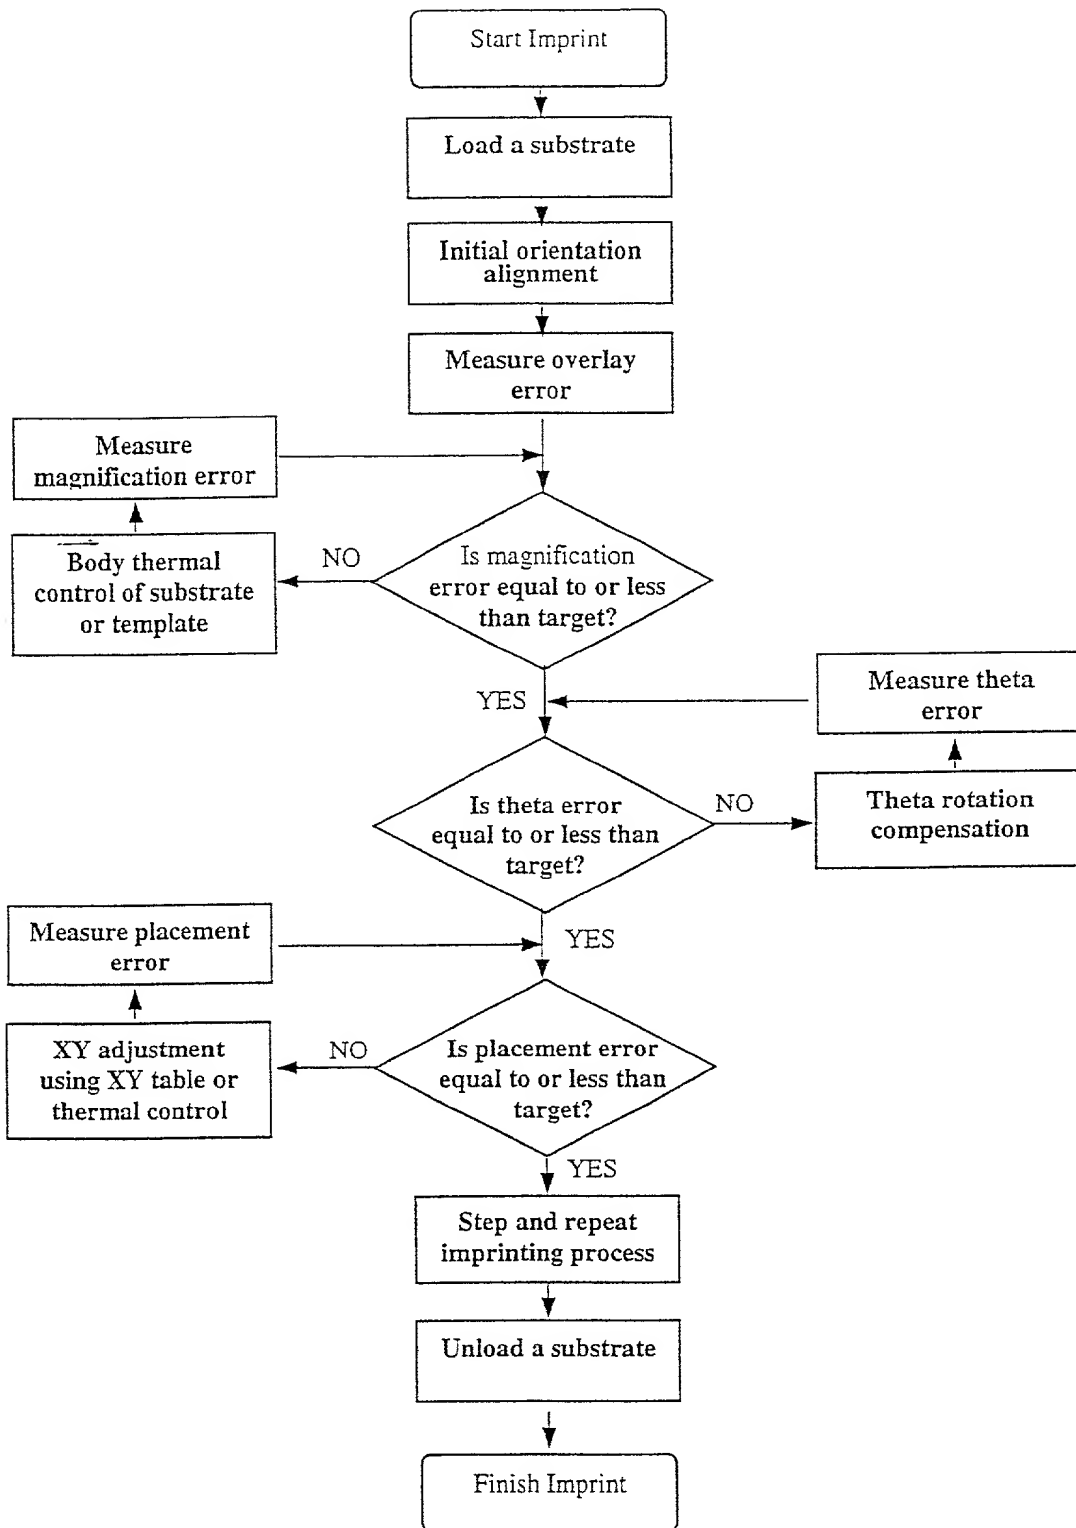 Start Imprint
Load a substrate
Initial orientation
alignment
Measure overlay
error
Measure
magnification error
Body thermal
control of substrate
or template
NO
Is magnification
error equal to or less
than target?
YES
Measure theta
error
Is theta error
equal to or less than
target?
NO
Theta rotation
compensation
YES
Measure placement
error
XY adjustment
using XY table or
thermal control
NO
Is placement error
equal to or less than
target?
YES
Step and repeat
imprinting process
Unload a substrate
Finish Imprint